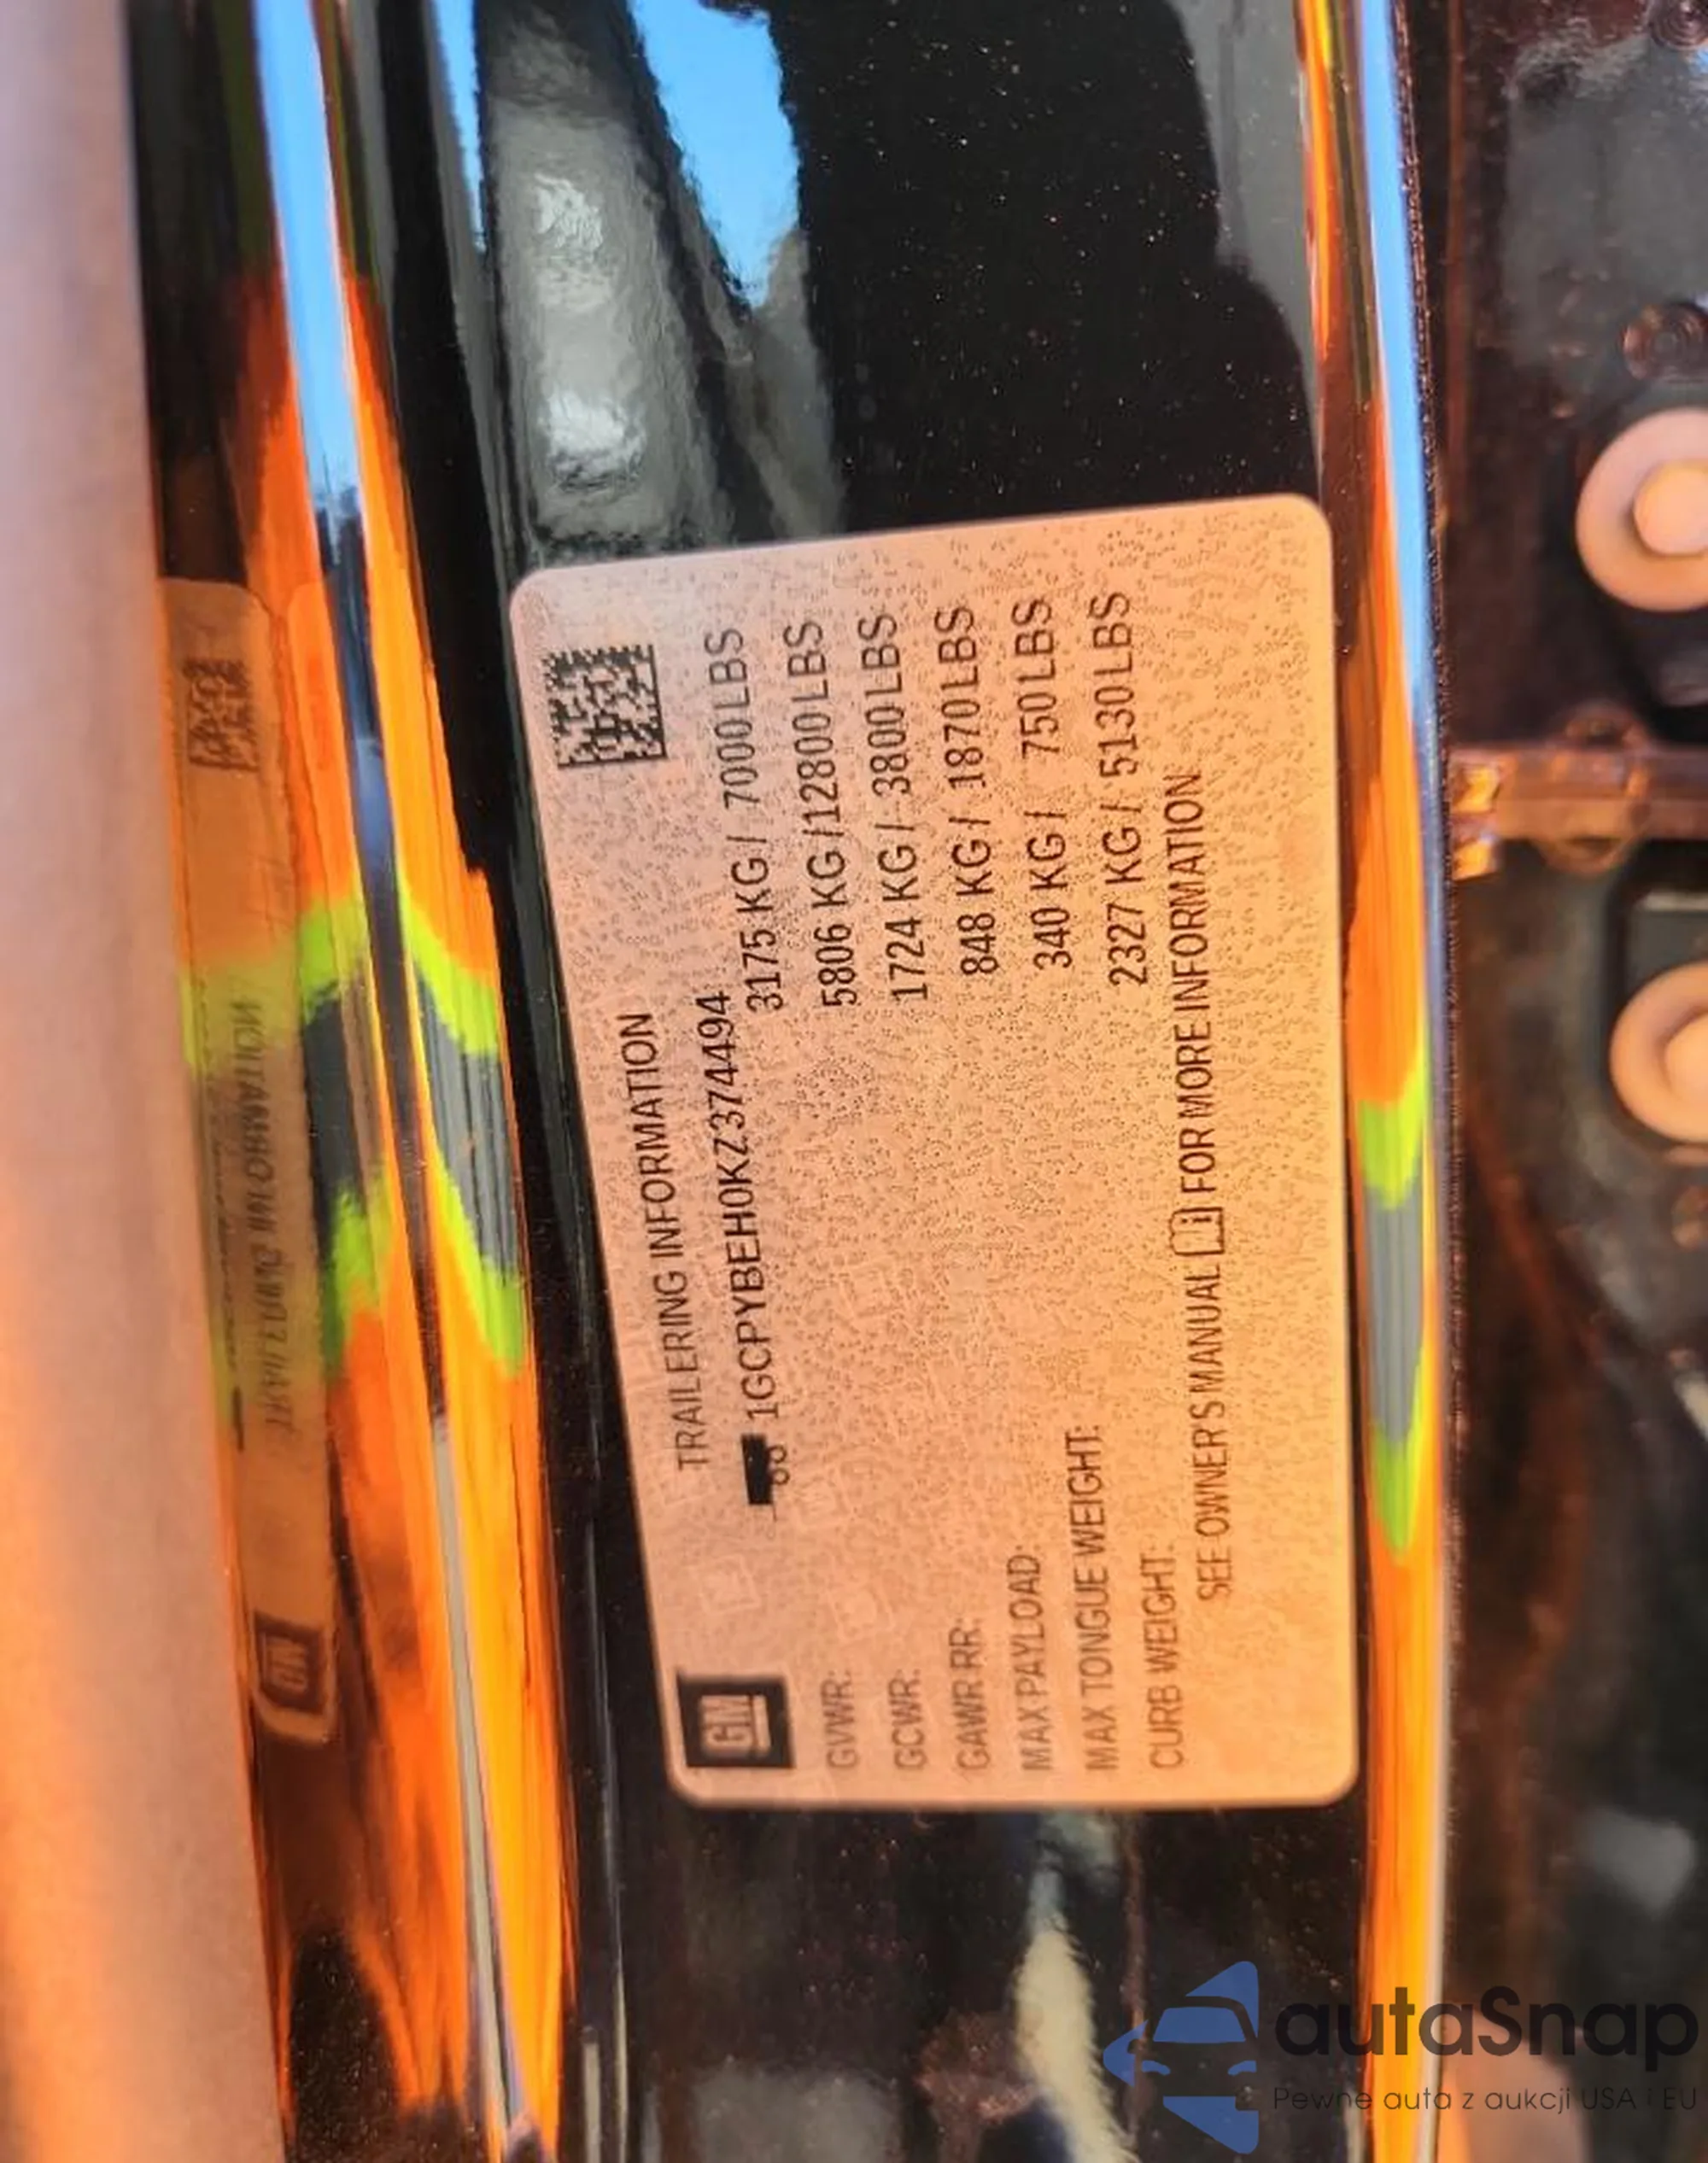 GM
TRAILERING INFORMATION
1GCPYBEH0KZ374494
GVWR: 3175 KG / 7000 LBS
GCWR: 5806 KG / 12800 LBS
GAWR RR: 1724 KG / 3800 LBS
MAX PAYLOAD: 848 KG / 1870 LBS
MAX TONGUE WEIGHT: 340 KG / 750 LBS
CURB WEIGHT: 2327 KG / 5130 LBS
SEE OWNER'S MANUAL i FOR MORE INFORMATION
autaSnap
Pewne auta z aukcji USA i EU